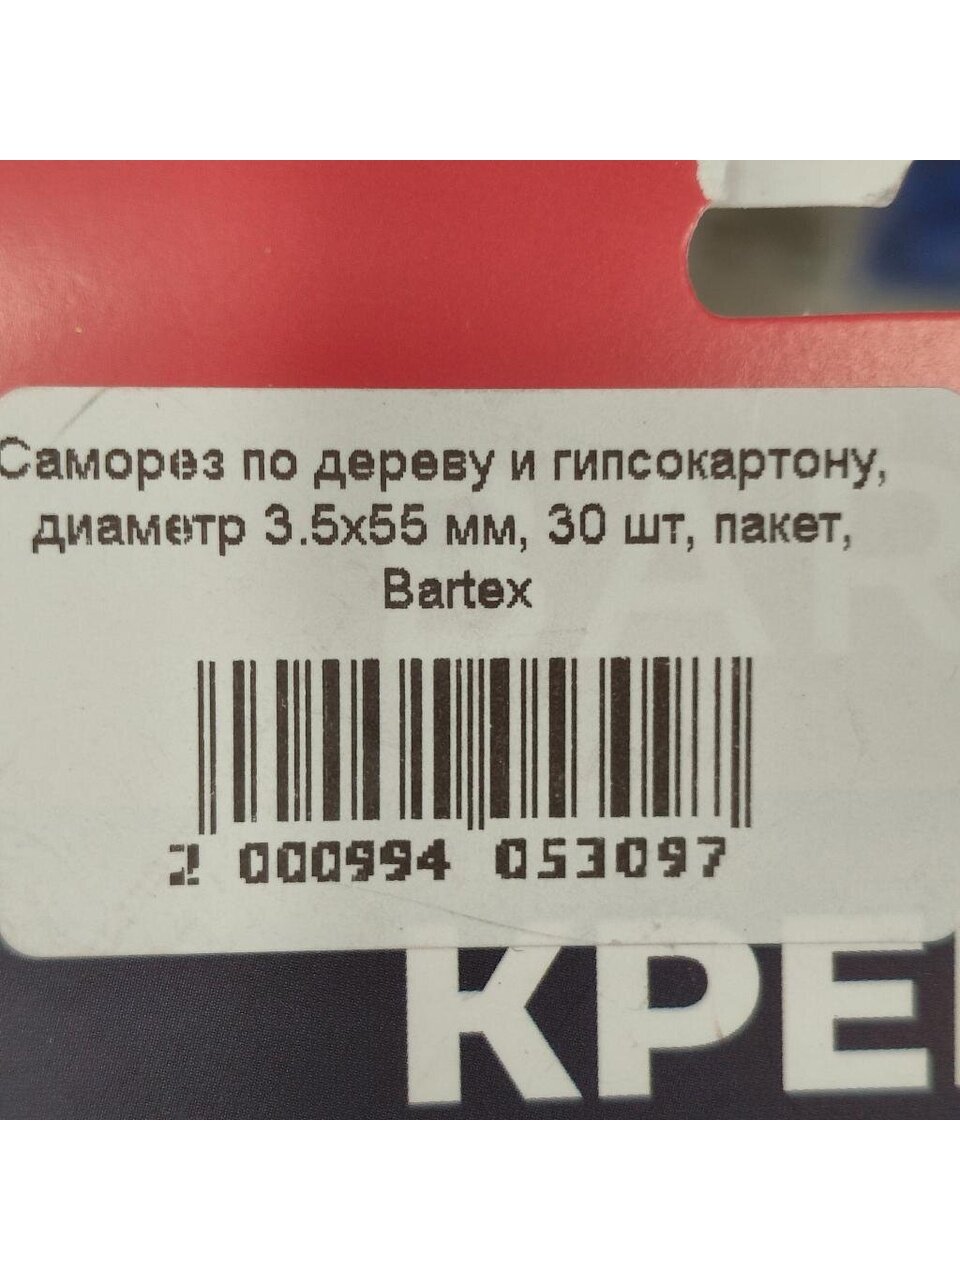 Саморез по дереву и гипсокартону,
диаметр 3.5x55 мм, 30 шт, пакет,
Bartex
2 000994 053097
КРЕ